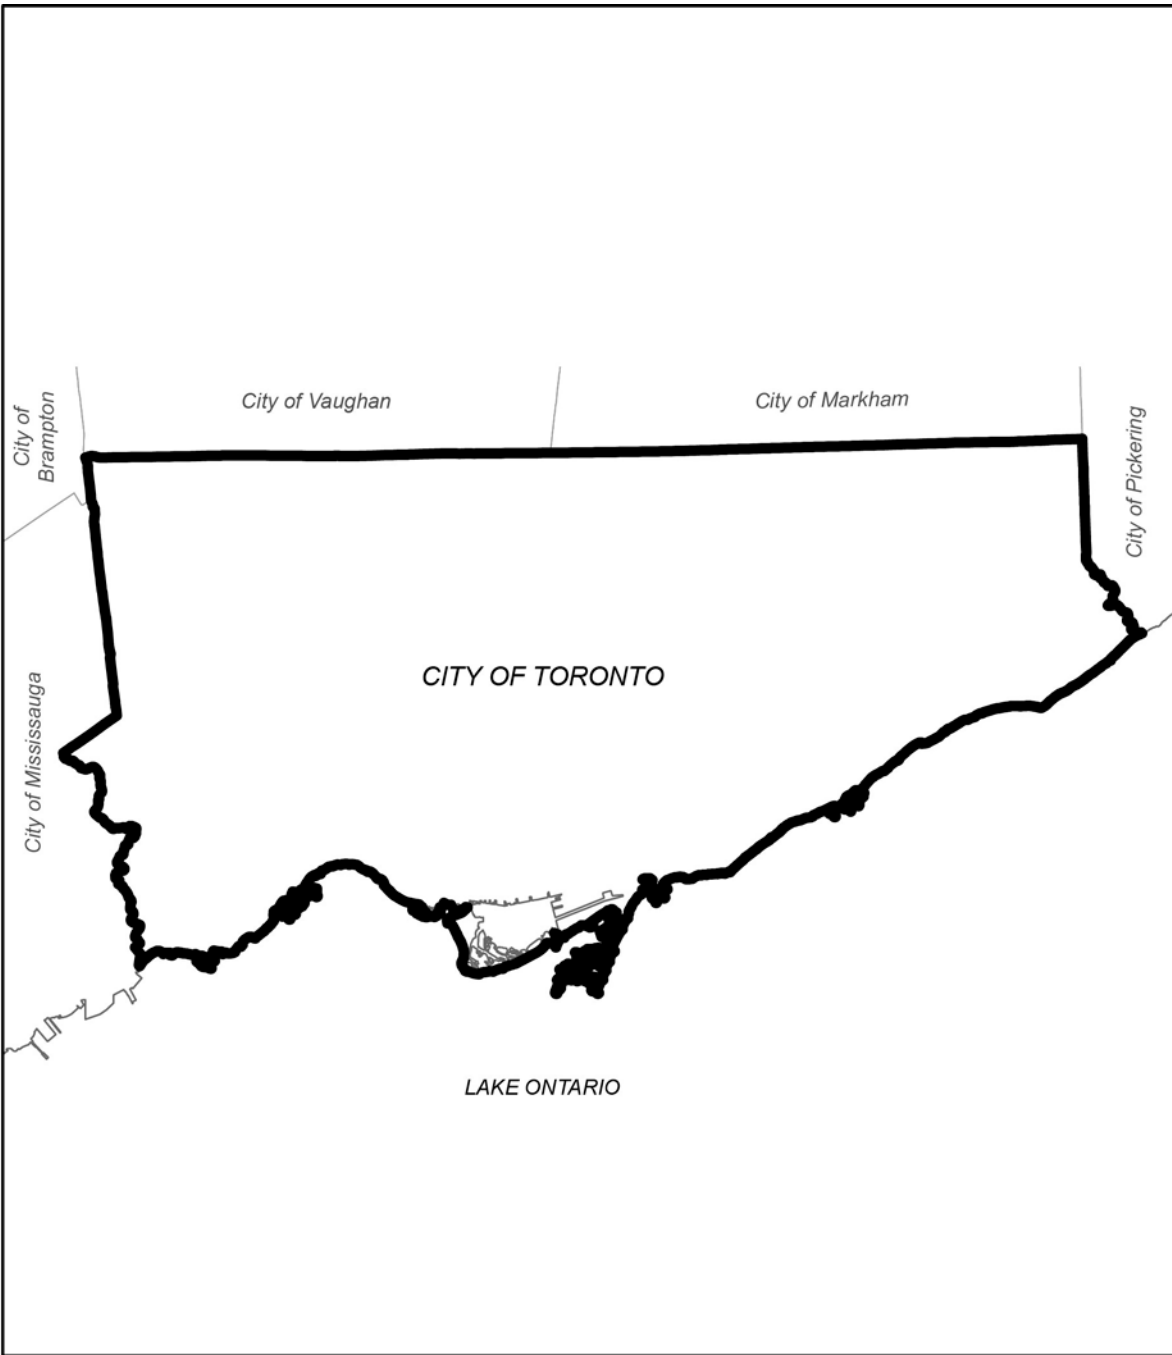 City of Vaughan
City of Markham
City of
Brampton
City of Pickering
CITY OF TORONTO
City of Mississauga
LAKE ONTARIO